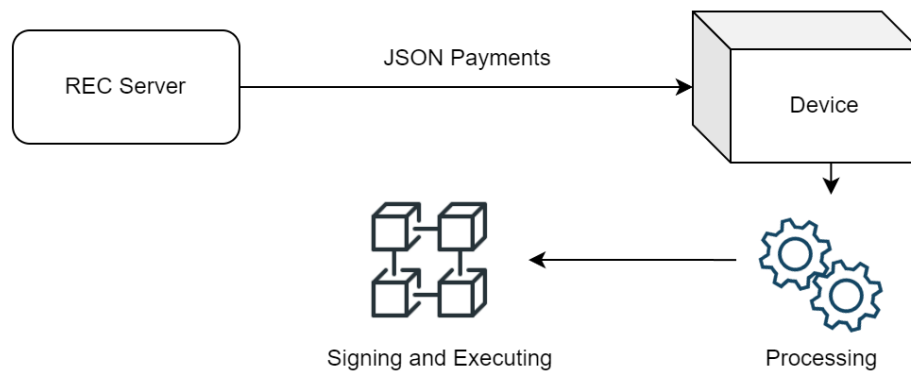 JSON Payments
REC Server
Device
Signing and Executing
Processing